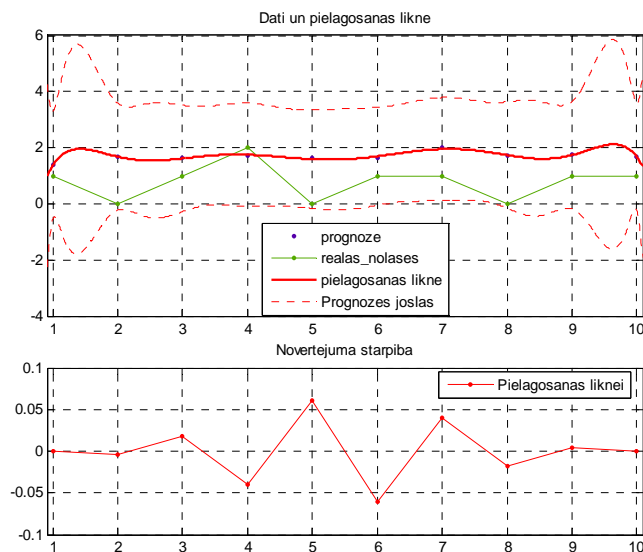 Dati un pielagosanas likne
6
4
2
0
-2
-4
prognoze
realas_nolases
pielagosanas likne
Prognozes joslas
1 2 3 4 5 6 7 8 9 10
Novertejuma starpiba
0.1
0.05
0
-0.05
-0.1
Pielagosanas liknei
1 2 3 4 5 6 7 8 9 10